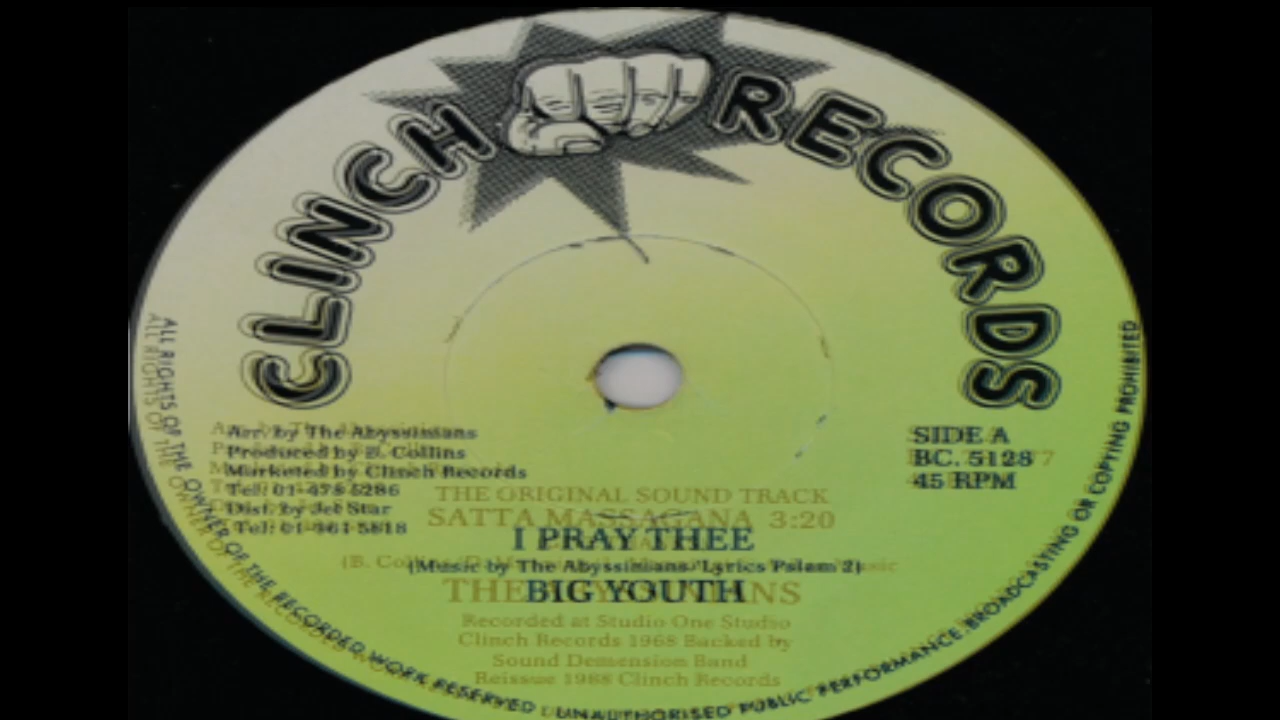 CLINCH RECORDS
Arr. by The Abyssinians
Produced by B. Collins
Marketed by Clinch Records
Tel: 01-478 5286
Dist. by Jet Star
Tel: 01-961 5818
SIDE A
BC. 5128
45 RPM
THE ORIGINAL SOUND TRACK
SATTA MASSAGANA 3:20
I PRAY THEE
(Music by The Abyssinians/Lyrics Pslam 2)
BIG YOUTH
Recorded at Studio One Studio
Clinch Records 1968 Backed by
Sound Demension Band
Reissue 1988 Clinch Records
ALL RIGHTS OF THE OWNER OF THE RECORDED WORK RESERVED UNAUTHORISED PUBLIC PERFORMANCE, BROADCASTING OR COPYING PROHIBITED